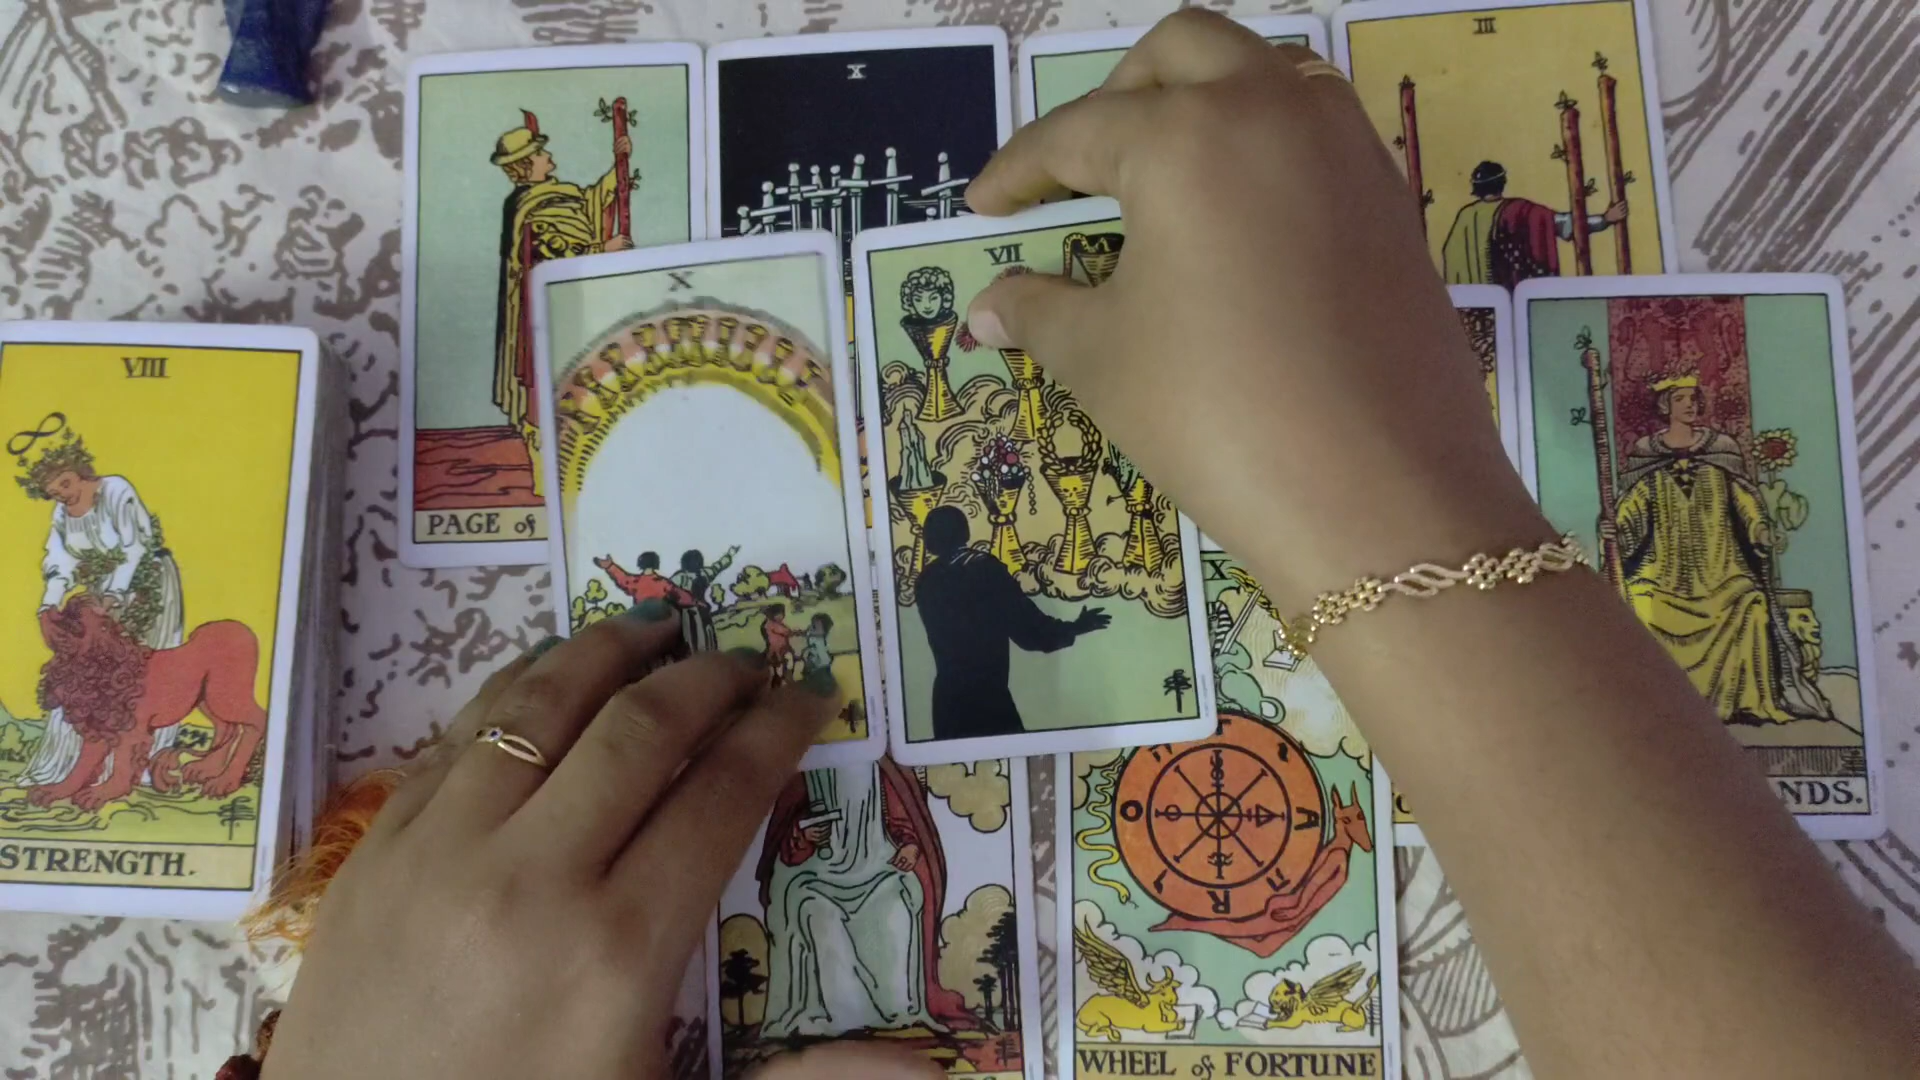 X
III
VII
X
VIII
PAGE of
X
NDS.
STRENGTH.
T
A
R
O
WHEEL of FORTUNE